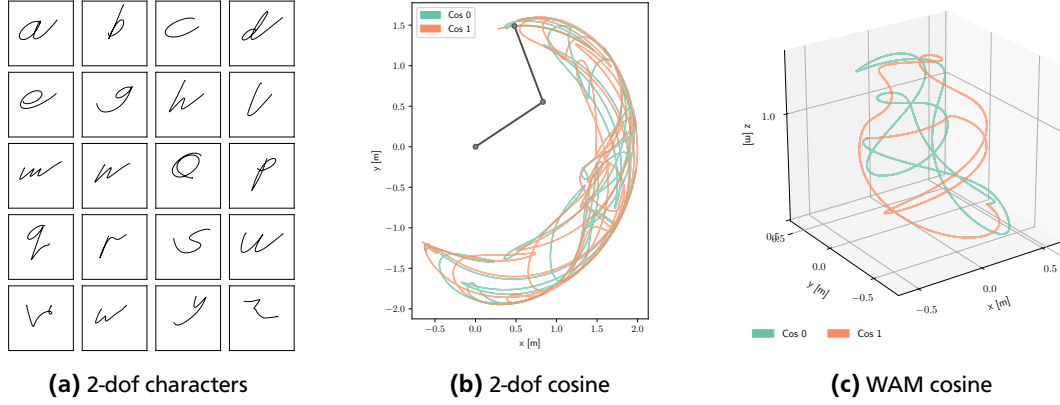 a b c d
e g h l
m n o p
q r s u
v w y z
(a) 2-dof characters
Cos 0
Cos 1
1.5
1.0
0.5
0.0
−0.5
−1.0
−1.5
−2.0
y [m]
−0.5 0.0 0.5 1.0 1.5 2.0
x [m]
(b) 2-dof cosine
1.0
z [m]
0.5
0.5
0.0
−0.5
y [m]
−0.5
0.0
0.5
x [m]
Cos 0 Cos 1
(c) WAM cosine